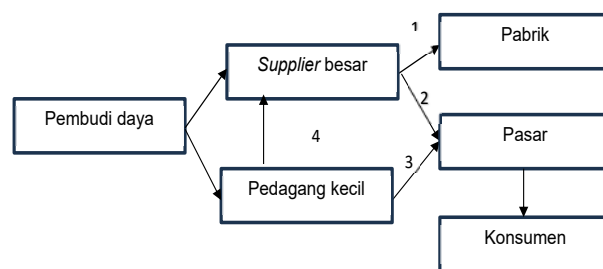 1
Pabrik
Supplier besar
2
Pembudi daya
4
Pasar
3
Pedagang kecil
Konsumen